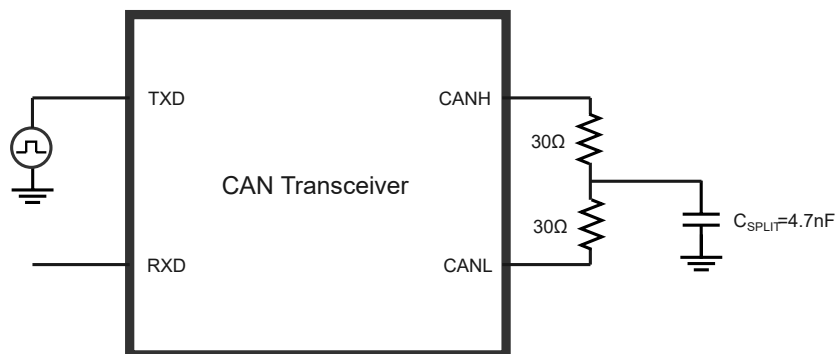 TXD
CANH
30Ω
CAN Transceiver
30Ω
CSPLIT=4.7nF
RXD
CANL